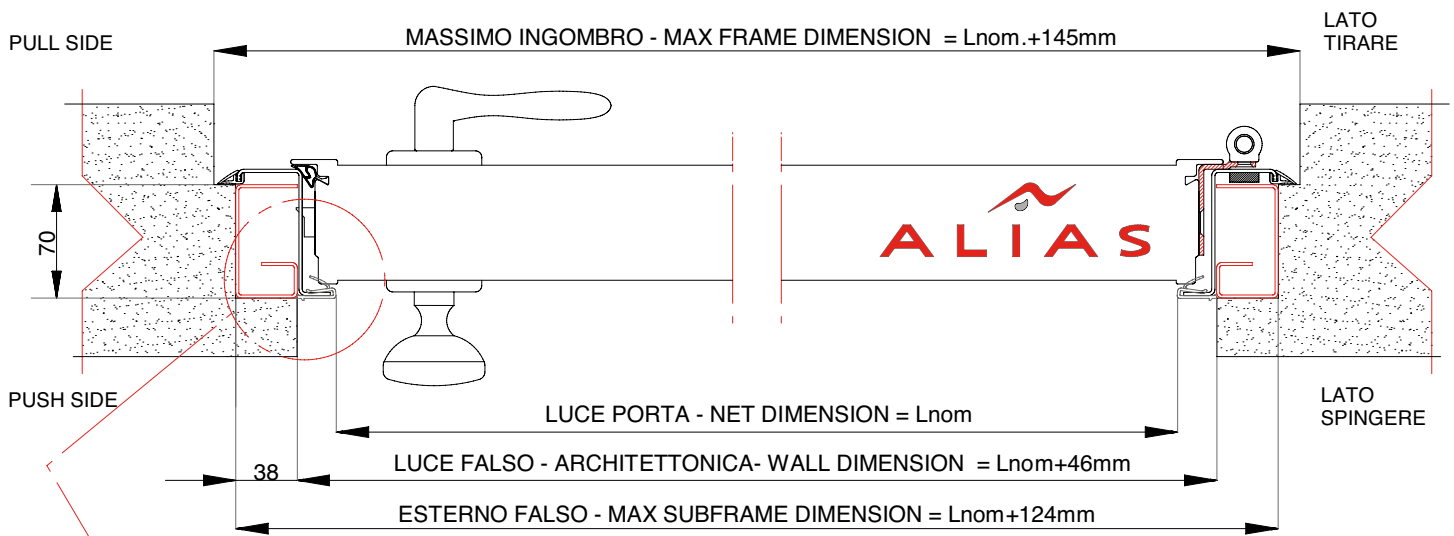 PULL SIDE
MASSIMO INGOMBRO - MAX FRAME DIMENSION = Lnom.+145mm
LATO
TIRARE
70
ALIAS
PUSH SIDE
LATO
SPINGERE
LUCE PORTA - NET DIMENSION = Lnom
38
LUCE FALSO - ARCHITETTONICA- WALL DIMENSION = Lnom+46mm
ESTERNO FALSO - MAX SUBFRAME DIMENSION = Lnom+124mm